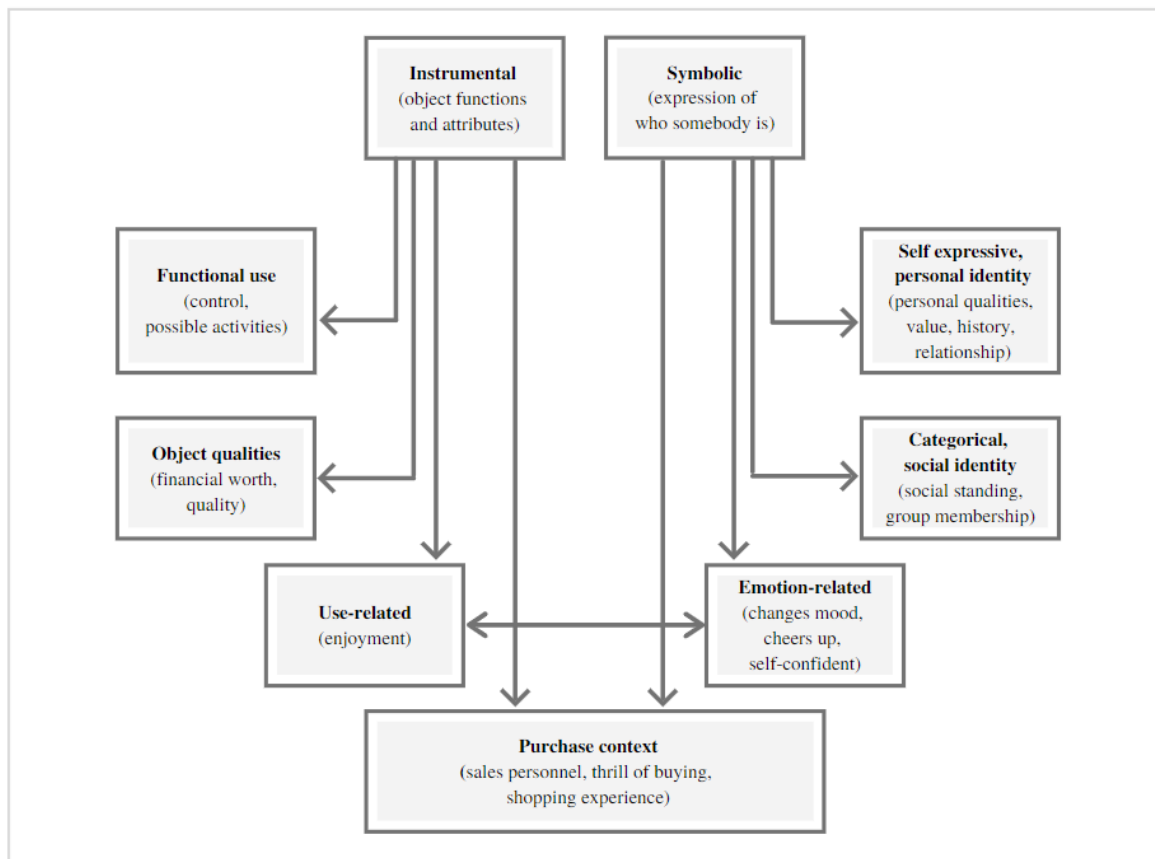 Instrumental
(object functions
and attributes)
Symbolic
(expression of
who somebody is)
Functional use
(control,
possible activities)
Self expressive,
personal identity
(personal qualities,
value, history,
relationship)
Object qualities
(financial worth,
quality)
Categorical,
social identity
(social standing,
group membership)
Use-related
(enjoyment)
Emotion-related
(changes mood,
cheers up,
self-confident)
Purchase context
(sales personnel, thrill of buying,
shopping experience)